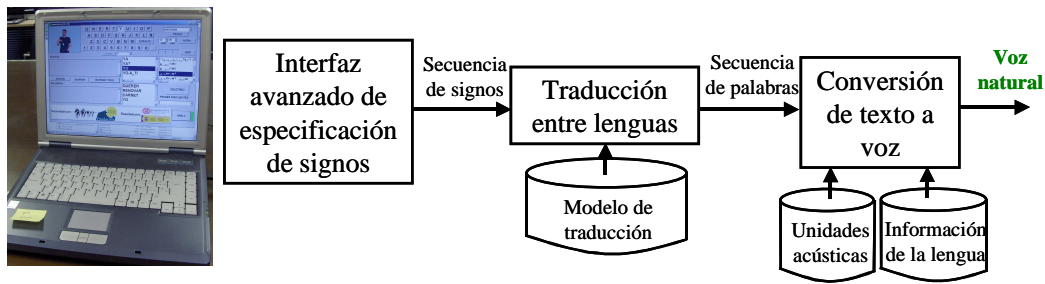 Interfaz
avanzado de
especificación
de signos
Secuencia
de signos
Traducción
entre lenguas
Modelo de
traducción
Secuencia
de palabras
Conversión
de texto a
voz
Unidades
acústicas
Información
de la lengua
Voz
natural